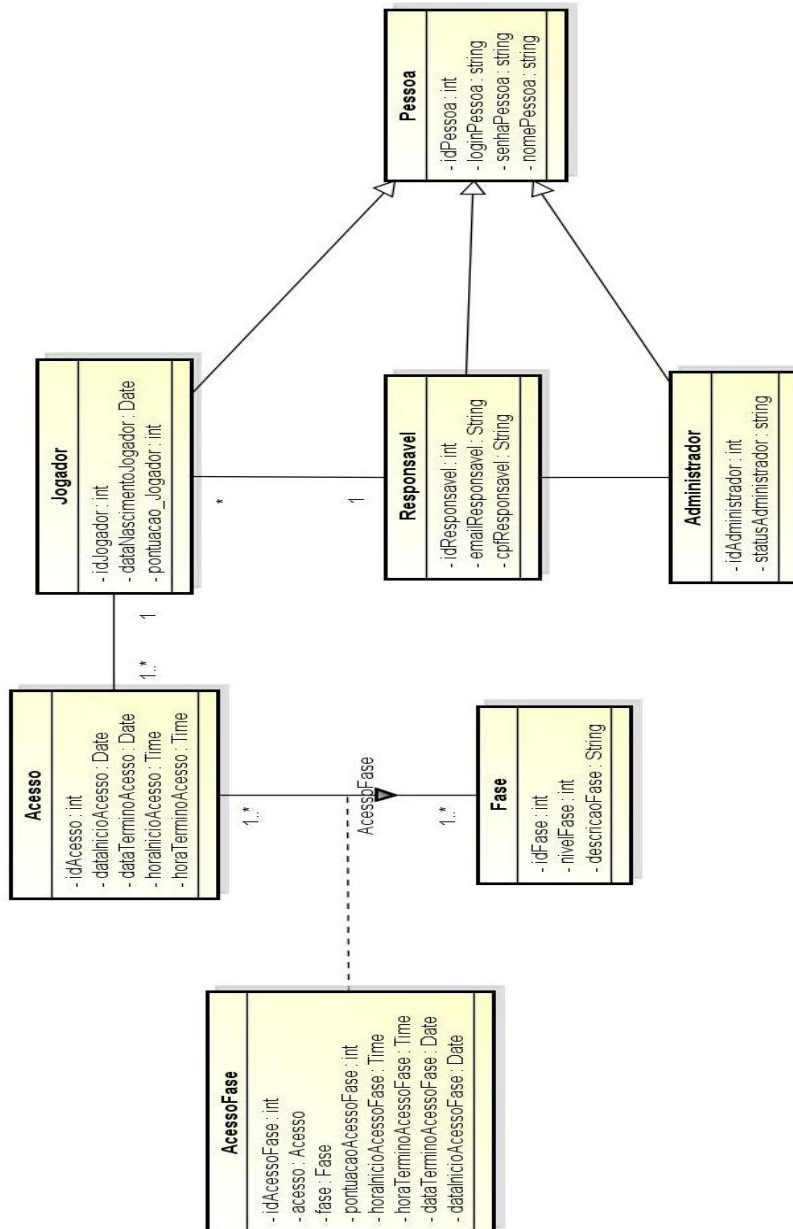 Pessoa
- idPessoa : int
- loginPessoa : string
- senhaPessoa : string
- nomePessoa : string
Jogador
- idJogador : int
- dataNascimentoJogador : Date
- pontuacao_Jogador : int
*
1
Responsavel
- idResponsavel : int
- emailResponsavel : String
- cpfResponsavel : String
Administrador
- idAdministrador : int
- statusAdministrador : string
1
1..*
Acesso
- idAcesso : int
- dataInicioAcesso : Date
- dataTerminoAcesso : Date
- horaInicioAcesso : Time
- horaTerminoAcesso : Time
1..*
AcessoFase
1..*
Fase
- idFase : int
- nivelFase : int
- descricaoFase : String
AcessoFase
- idAcessoFase : int
- acesso : Acesso
- fase : Fase
- pontuacaoAcessoFase : int
- horaInicioAcessoFase : Time
- horaTerminoAcessoFase : Time
- dataTerminoAcessoFase : Date
- dataInicioAcessoFase : Date